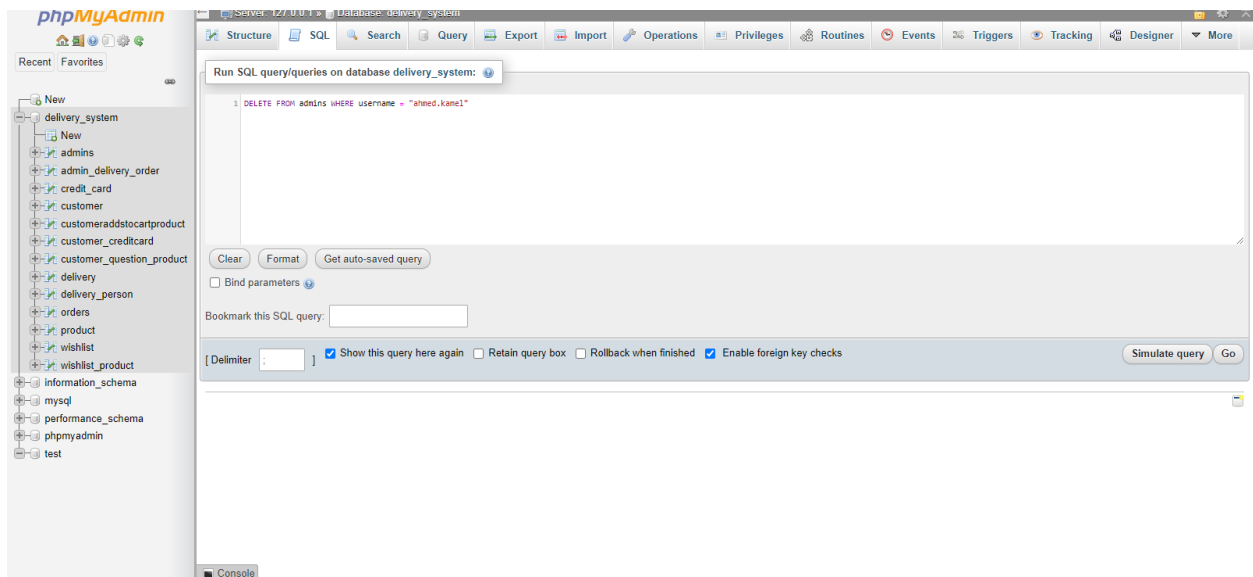 phpMyAdmin
Recent Favorites
New
delivery_system
New
admins
admin_delivery_order
credit_card
customer
customeraddstocartproduct
customer_creditcard
customer_question_product
delivery
delivery_person
orders
product
wishlist
wishlist_product
information_schema
mysql
performance_schema
phpmyadmin
test
Server: 127.0.0.1 » Database: delivery_system
Structure SQL Search Query Export Import Operations Privileges Routines Events Triggers Tracking Designer More
Run SQL query/queries on database delivery_system:
1 DELETE FROM admins WHERE username = "ahmed.kamel"
Clear Format Get auto-saved query
Bind parameters
Bookmark this SQL query:
[ Delimiter ; ] Show this query here again Retain query box Rollback when finished Enable foreign key checks Simulate query Go
Console